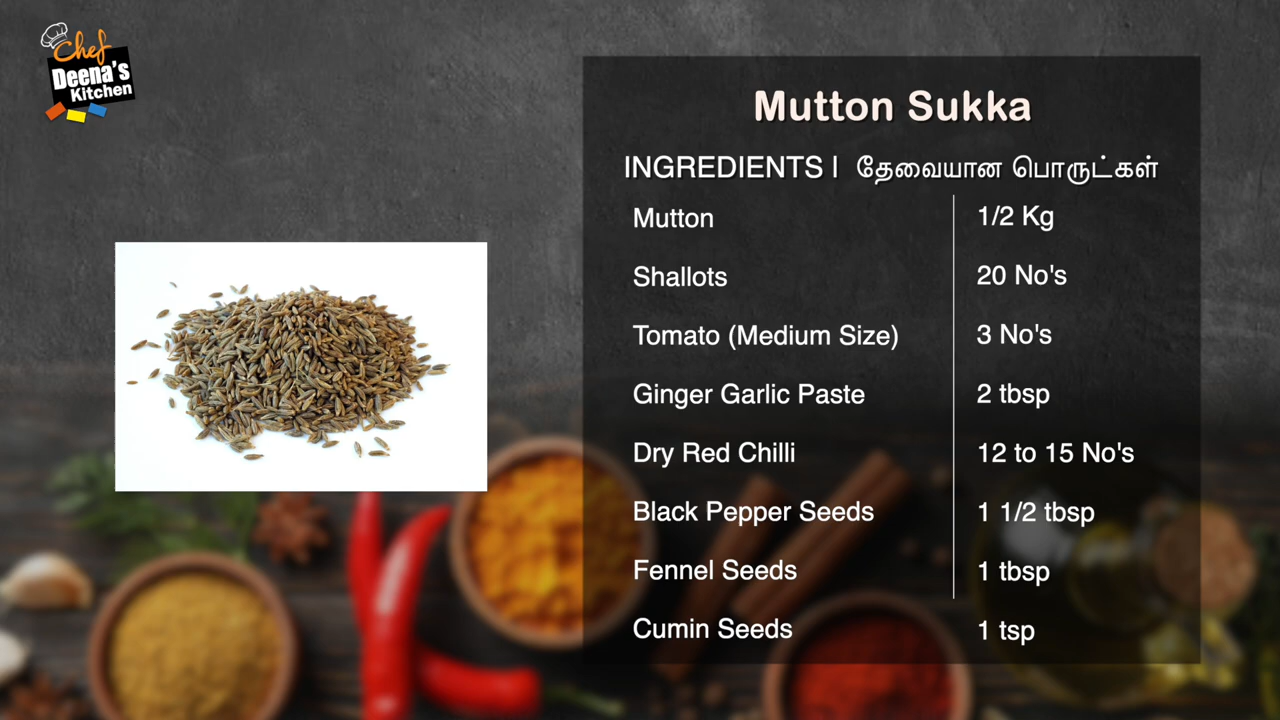 Chef
Deena's
Kitchen
Mutton Sukka
INGREDIENTS | தேவையான பொருட்கள்
Mutton 1/2 Kg
Shallots 20 No's
Tomato (Medium Size) 3 No's
Ginger Garlic Paste 2 tbsp
Dry Red Chilli 12 to 15 No's
Black Pepper Seeds 1 1/2 tbsp
Fennel Seeds 1 tbsp
Cumin Seeds 1 tsp